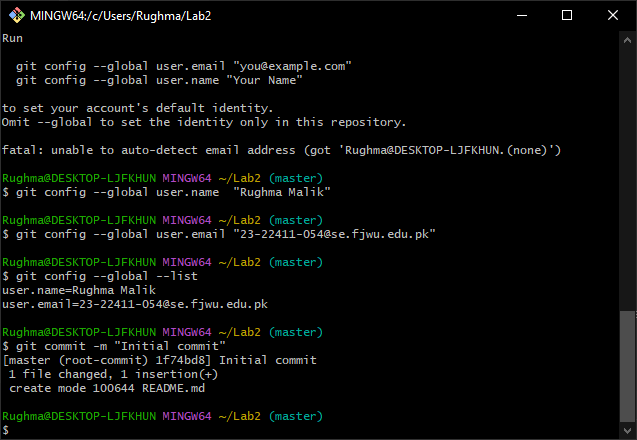 MINGW64:/c/Users/Rughma/Lab2
Run
git config --global user.email "you@example.com"
git config --global user.name "Your Name"
to set your account's default identity.
Omit --global to set the identity only in this repository.
fatal: unable to auto-detect email address (got 'Rughma@DESKTOP-LJFKHUN.(none)')
Rughma@DESKTOP-LJFKHUN MINGW64 ~/Lab2 (master)
$ git config --global user.name  "Rughma Malik"
Rughma@DESKTOP-LJFKHUN MINGW64 ~/Lab2 (master)
$ git config --global user.email "23-22411-054@se.fjwu.edu.pk"
Rughma@DESKTOP-LJFKHUN MINGW64 ~/Lab2 (master)
$ git config --global --list
user.name=Rughma Malik
user.email=23-22411-054@se.fjwu.edu.pk
Rughma@DESKTOP-LJFKHUN MINGW64 ~/Lab2 (master)
$ git commit -m "Initial commit"
[master (root-commit) 1f74bd8] Initial commit
1 file changed, 1 insertion(+)
create mode 100644 README.md
Rughma@DESKTOP-LJFKHUN MINGW64 ~/Lab2 (master)
$